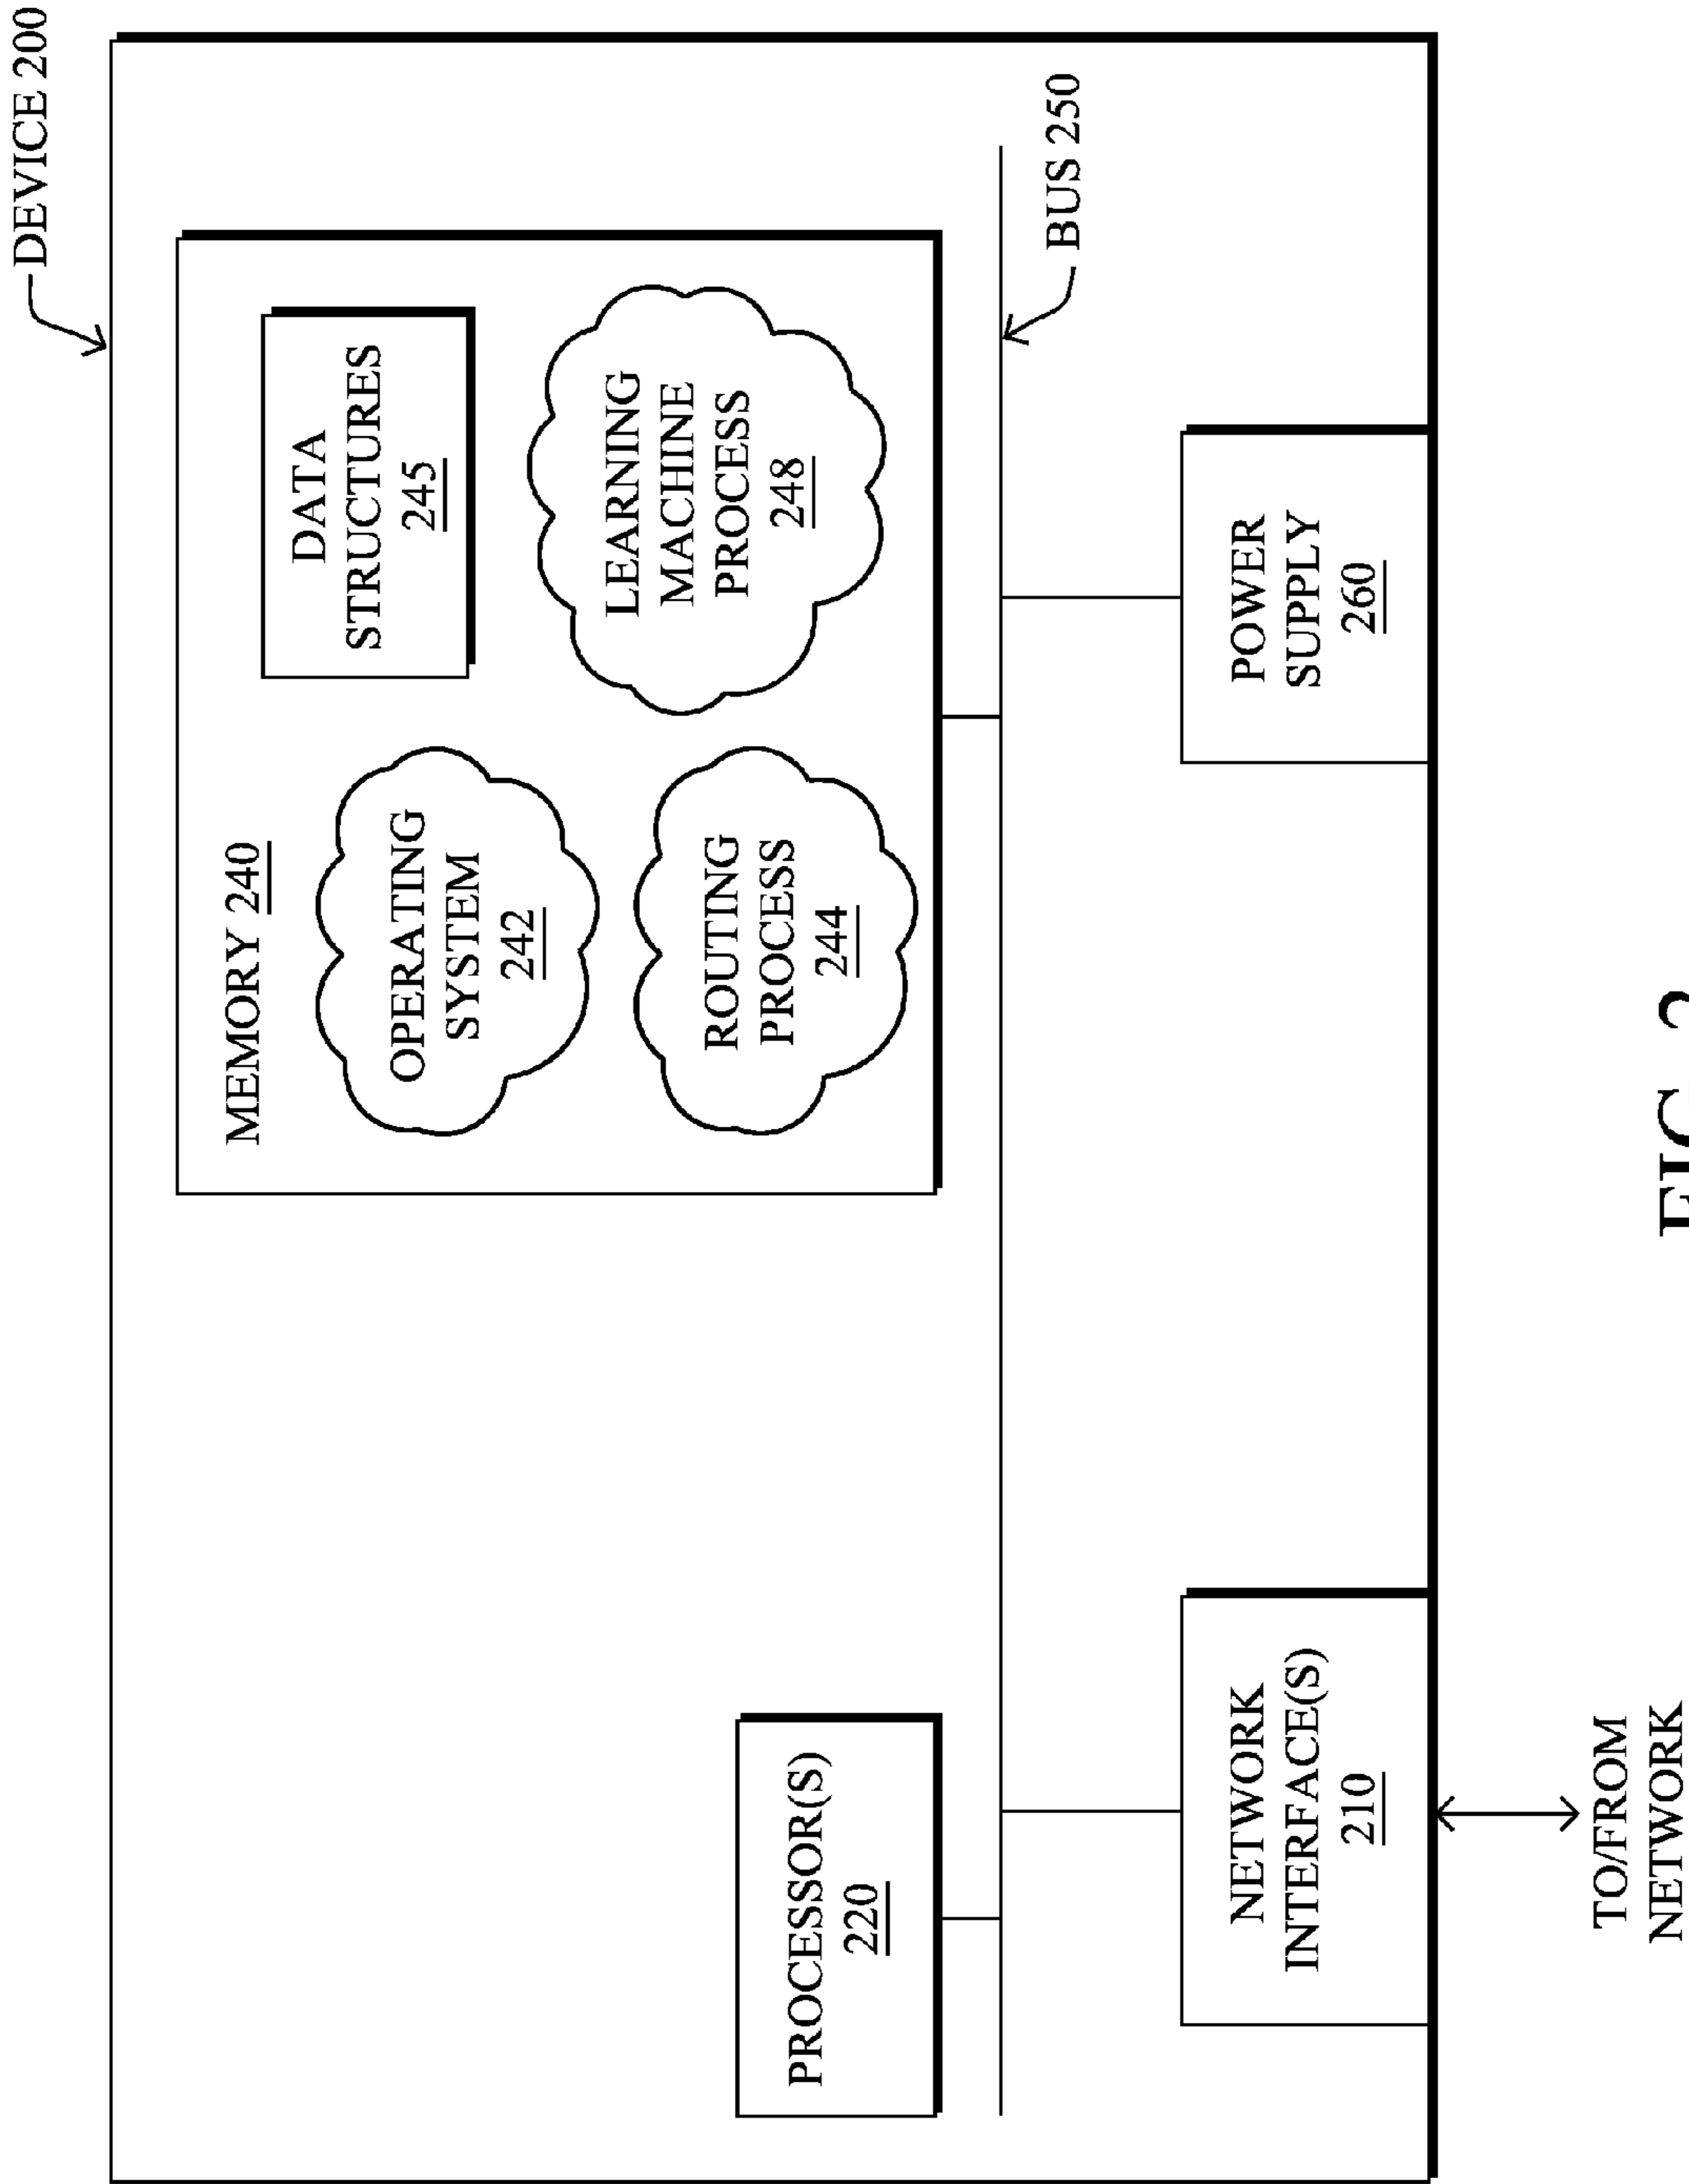 DEVICE 200
MEMORY 240
OPERATING
SYSTEM
242
DATA
STRUCTURES
245
ROUTING
PROCESS
244
LEARNING
MACHINE
PROCESS
248
PROCESSOR(S)
220
BUS 250
NETWORK
INTERFACE(S)
210
POWER
SUPPLY
260
TO/FROM
NETWORK